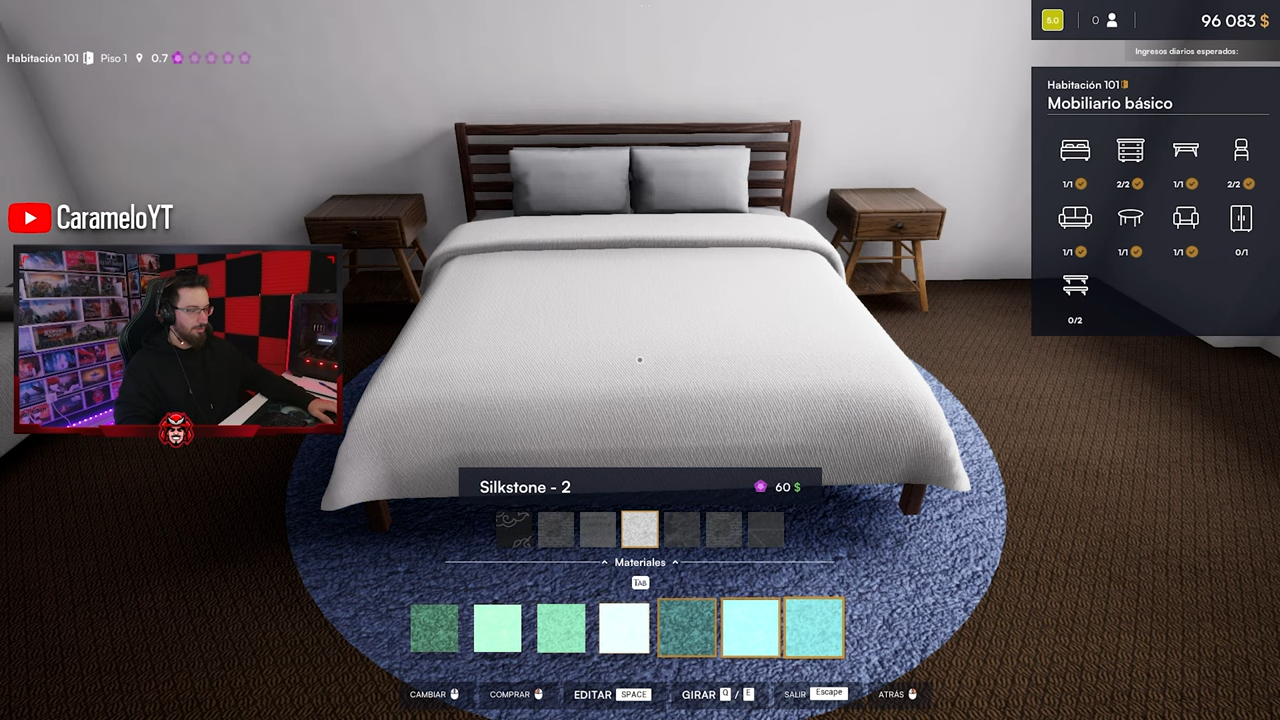 5.0
0
96 083 $
Ingresos diarios esperados:
Habitación 101 Piso 1 0.7
Habitación 101
Mobiliario básico
1/1 2/2 1/1 2/2
1/1 1/1 1/1 0/1
0/2
CarameloYT
Silkstone - 2 60 $
Materiales
TAB
CAMBIAR COMPRAR EDITAR SPACE GIRAR Q / E SALIR Escape ATRÁS